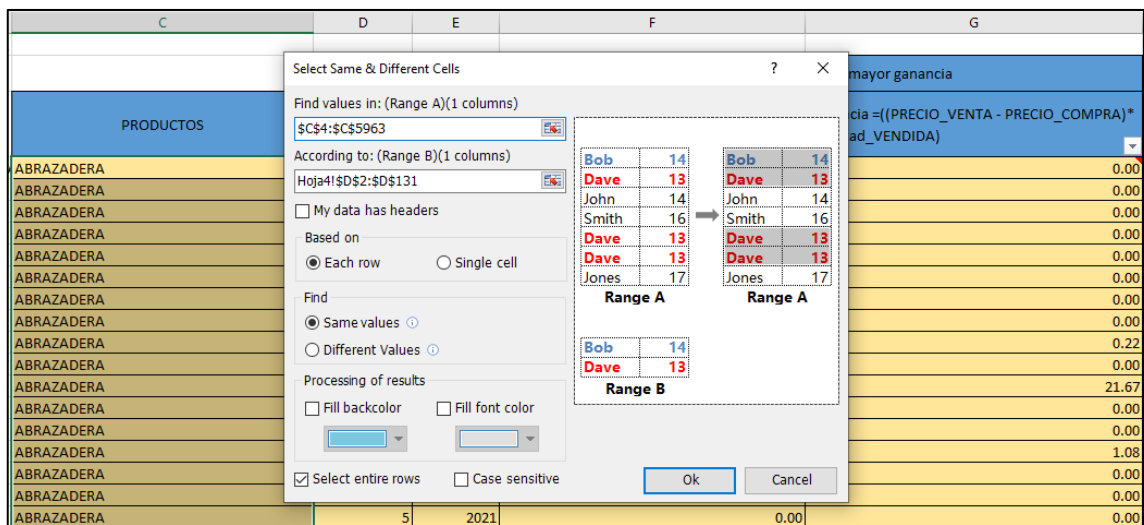 C D E F G
mayor ganancia
PRODUCTOS
cia =((PRECIO_VENTA - PRECIO_COMPRA)*
ad_VENDIDA)
Select Same & Different Cells ? X
Find values in: (Range A)(1 columns)
$C$4:$C$5963
According to: (Range B)(1 columns)
Hoja4!$D$2:$D$131
My data has headers
Based on
Each row Single cell
Find
Same values
Different Values
Processing of results
Fill backcolor Fill font color
Select entire rows Case sensitive
Ok Cancel
Bob 14 Bob 14
Dave 13 Dave 13
John 14 John 14
Smith 16 Smith 16
Dave 13 Dave 13
Dave 13 Dave 13
Jones 17 Jones 17
Range A Range A
Bob 14
Dave 13
Range B
ABRAZADERA 0.00
ABRAZADERA 0.00
ABRAZADERA 0.00
ABRAZADERA 0.00
ABRAZADERA 0.00
ABRAZADERA 0.00
ABRAZADERA 0.00
ABRAZADERA 0.22
ABRAZADERA 0.00
ABRAZADERA 0.00
ABRAZADERA 21.67
ABRAZADERA 0.00
ABRAZADERA 0.00
ABRAZADERA 1.08
ABRAZADERA 0.00
ABRAZADERA 0.00
ABRAZADERA 5 2021 0.00 0.00